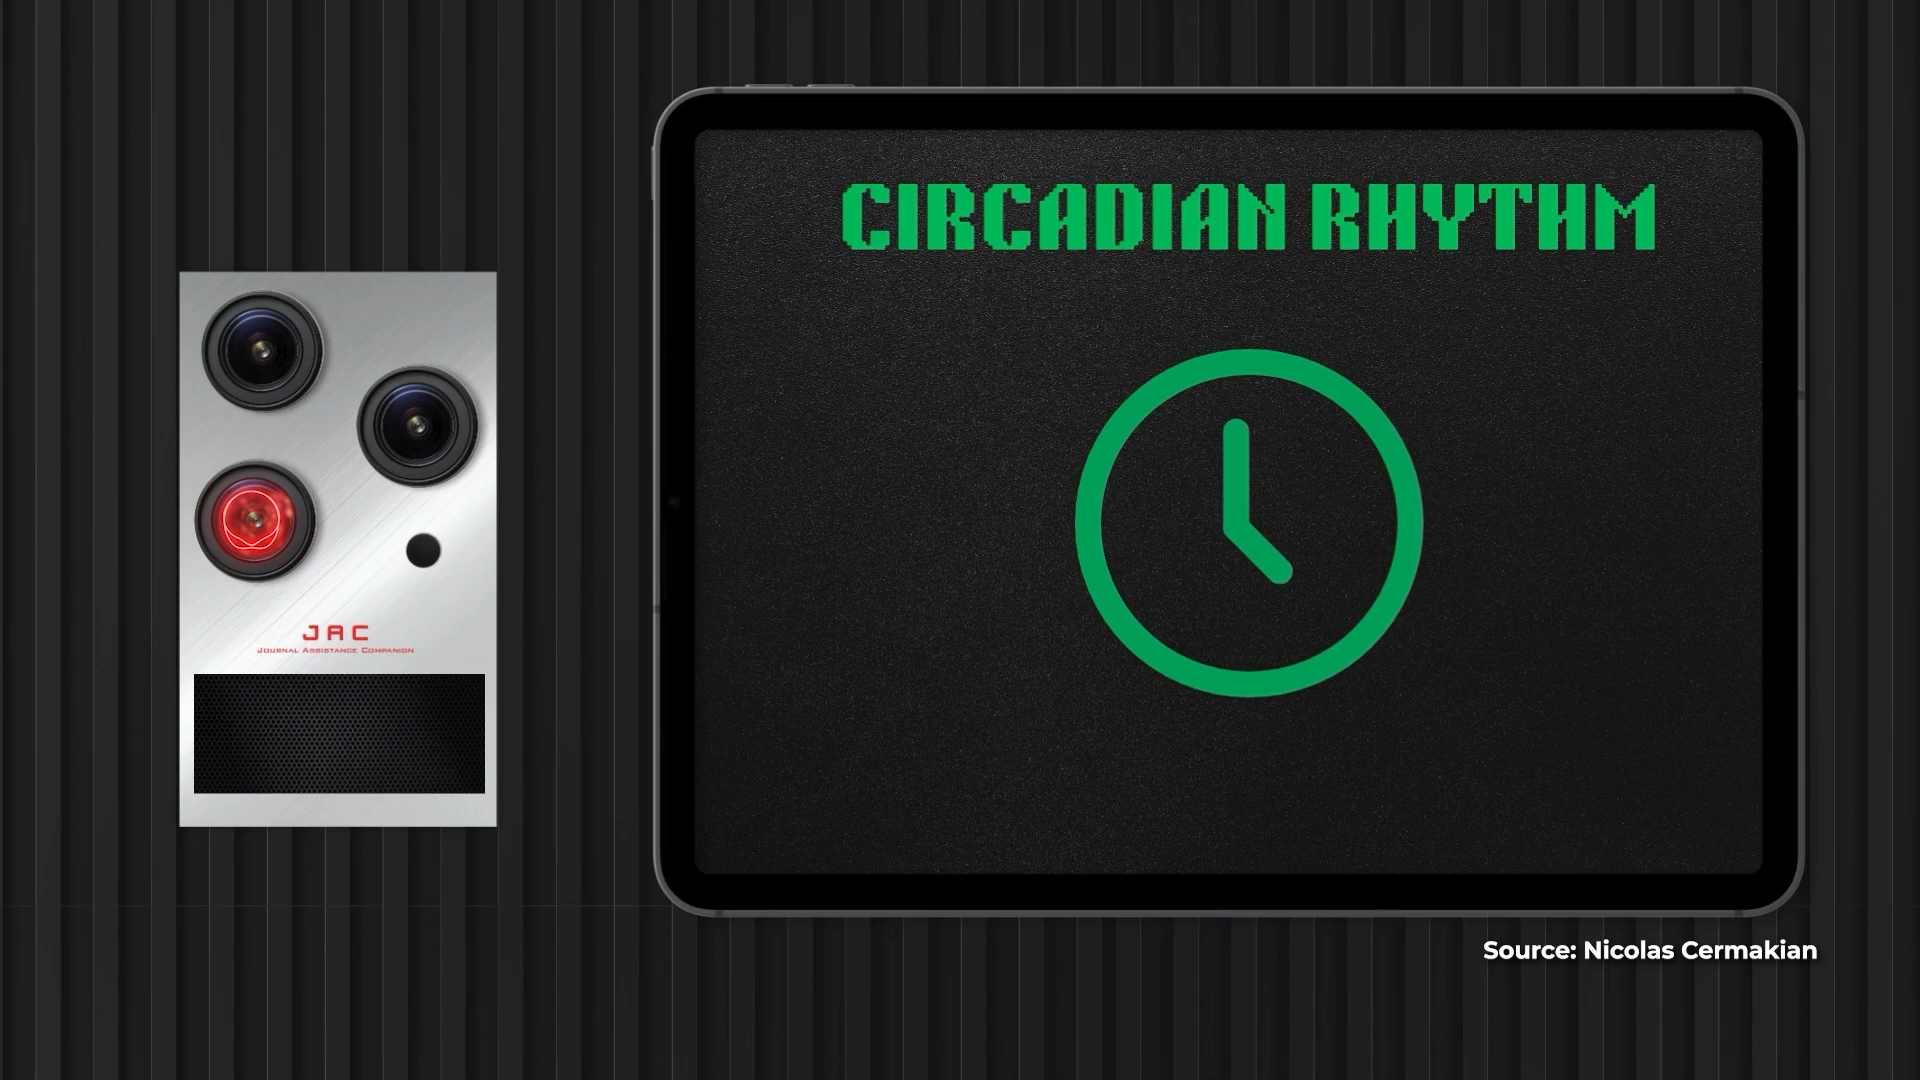 CIRCADIAN RHYTHM
JAC
Journal Assistance Companion
Source: Nicolas Cermakian